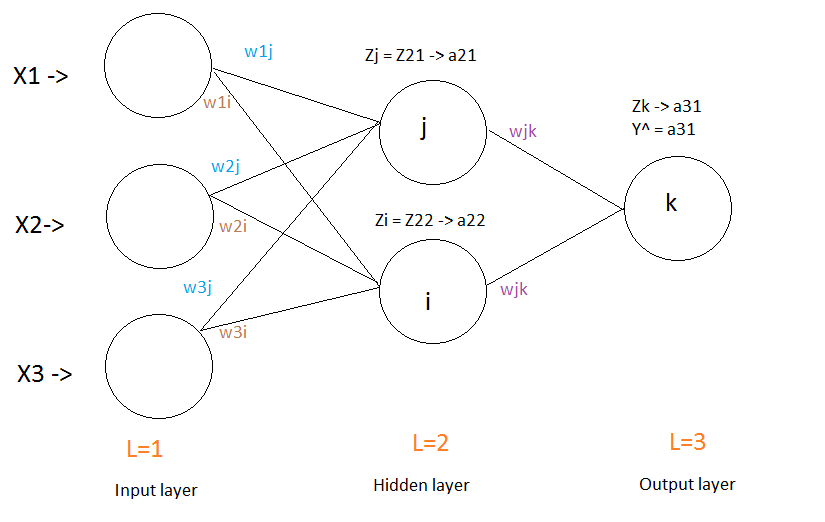 X1 ->
w1j
w1i
Zj = Z21 -> a21
j
wjk
Zk -> a31
Y^ = a31
k
X2->
w2j
w2i
Zi = Z22 -> a22
i
wjk
w3j
w3i
X3 ->
L=1
L=2
L=3
Input layer
Hidden layer
Output layer